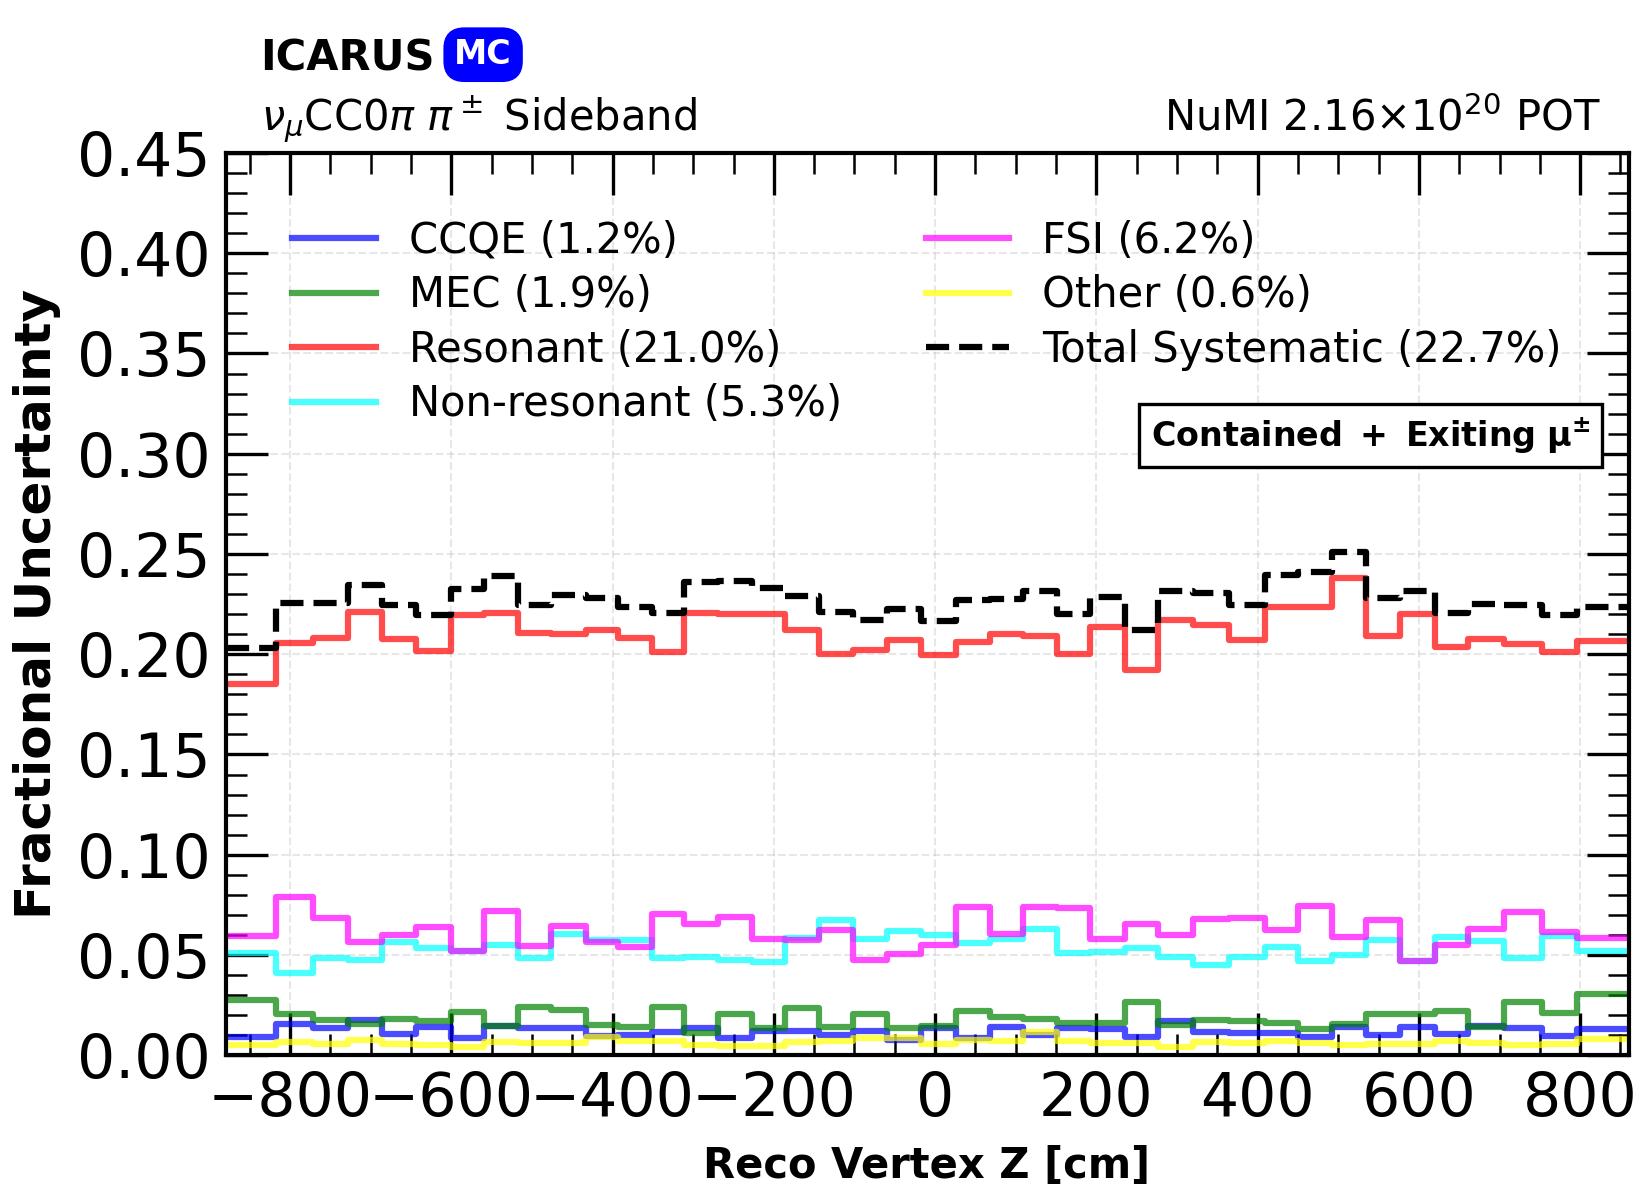 ICARUS MC
νμCC0π π± Sideband
NuMI 2.16×10²⁰ POT
0.45
0.40
0.35
0.30
0.25
0.20
0.15
0.10
0.05
0.00
Fractional Uncertainty
CCQE (1.2%)
MEC (1.9%)
Resonant (21.0%)
Non-resonant (5.3%)
FSI (6.2%)
Other (0.6%)
Total Systematic (22.7%)
Contained + Exiting μ±
−800 −600 −400 −200 0 200 400 600 800
Reco Vertex Z [cm]